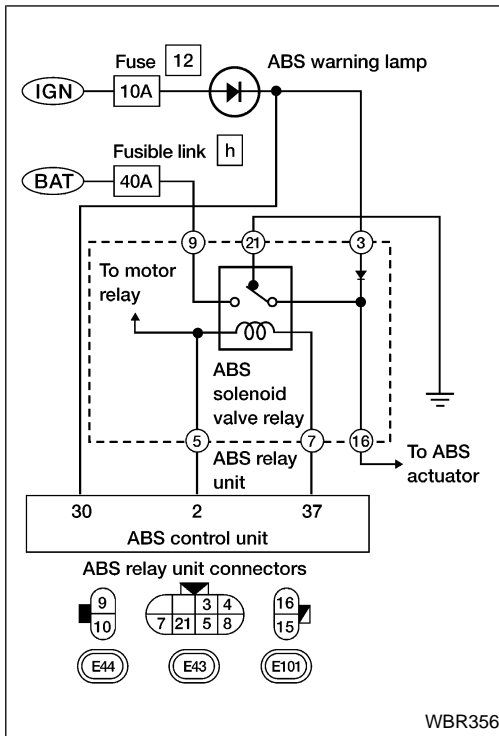 Fuse 12 ABS warning lamp
IGN 10A
Fusible link h
BAT 40A
9 21 3
To motor
relay
ABS
solenoid
valve relay
5 7 16
ABS relay
unit
To ABS
actuator
30 2 37
ABS control unit
ABS relay unit connectors
9 3 4 16
10 7 21 5 8 15
E44 E43 E101
WBR356